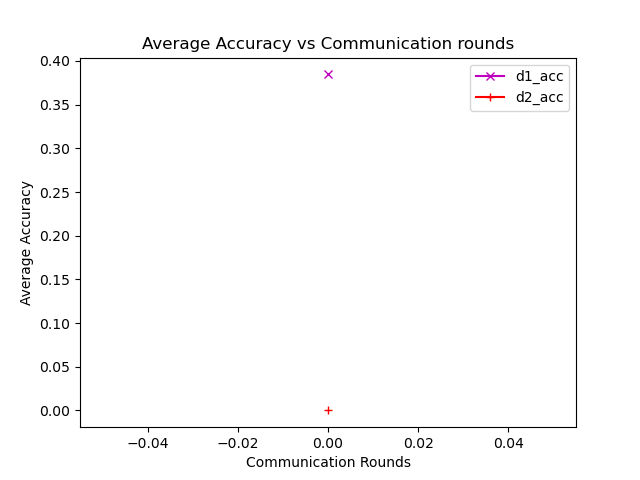 Average Accuracy vs Communication rounds
d1_acc
d2_acc
Average Accuracy
0.40
0.35
0.30
0.25
0.20
0.15
0.10
0.05
0.00
−0.04
−0.02
0.00
0.02
0.04
Communication Rounds